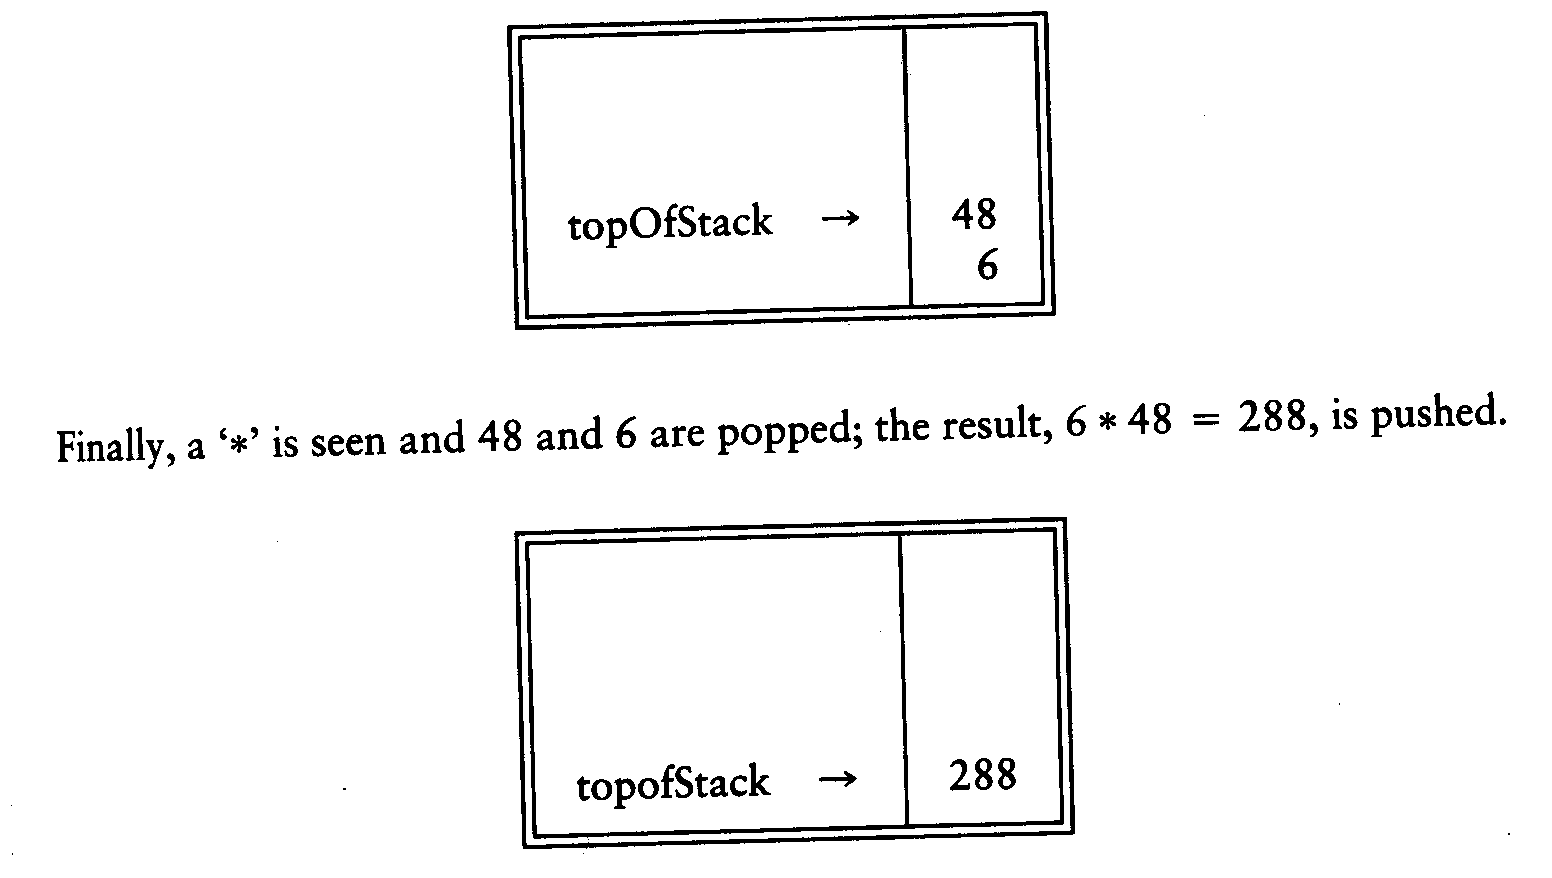 topOfStack → 48
6
Finally, a ‘*’ is seen and 48 and 6 are popped; the result, 6 * 48 = 288, is pushed.
topofStack → 288